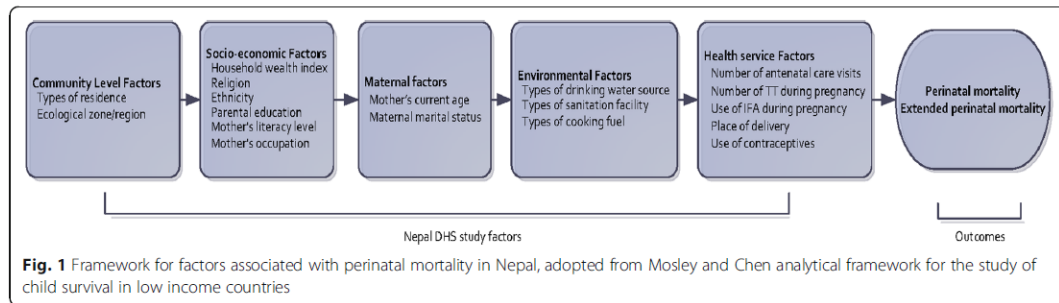 Community Level Factors
Types of residence
Ecological zone/region
Socio-economic Factors
Household wealth index
Religion
Ethnicity
Parental education
Mother's literacy level
Mother's occupation
Maternal factors
Mother's current age
Maternal marital status
Environmental Factors
Types of drinking water source
Types of sanitation facility
Types of cooking fuel
Health service Factors
Number of antenatal care visits
Number of TT during pregnancy
Use of IFA during pregnancy
Place of delivery
Use of contraceptives
Perinatal mortality
Extended perinatal mortality
Nepal DHS study factors
Outcomes
Fig. 1 Framework for factors associated with perinatal mortality in Nepal, adopted from Mosley and Chen analytical framework for the study of
child survival in low income countries